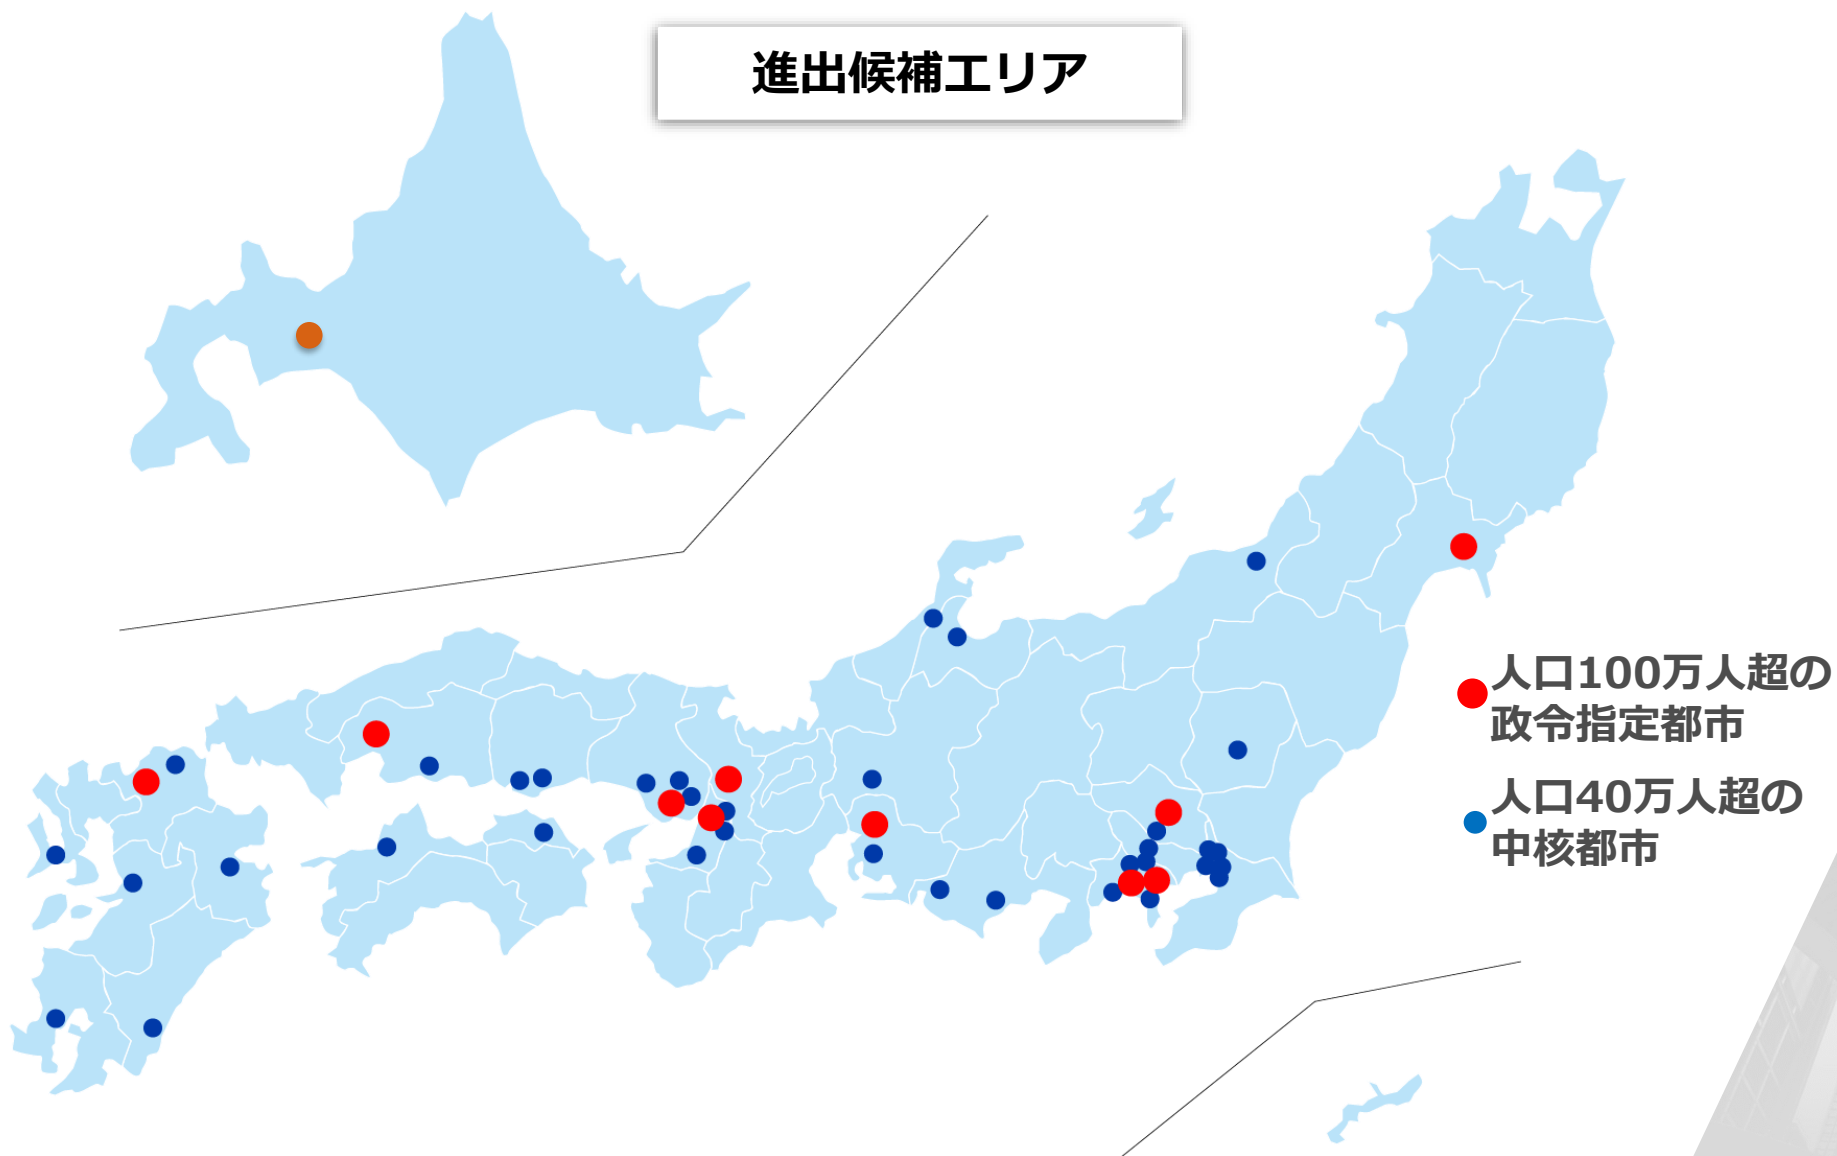 進出候補エリア
人口100万人超の
政令指定都市
人口40万人超の
中核都市